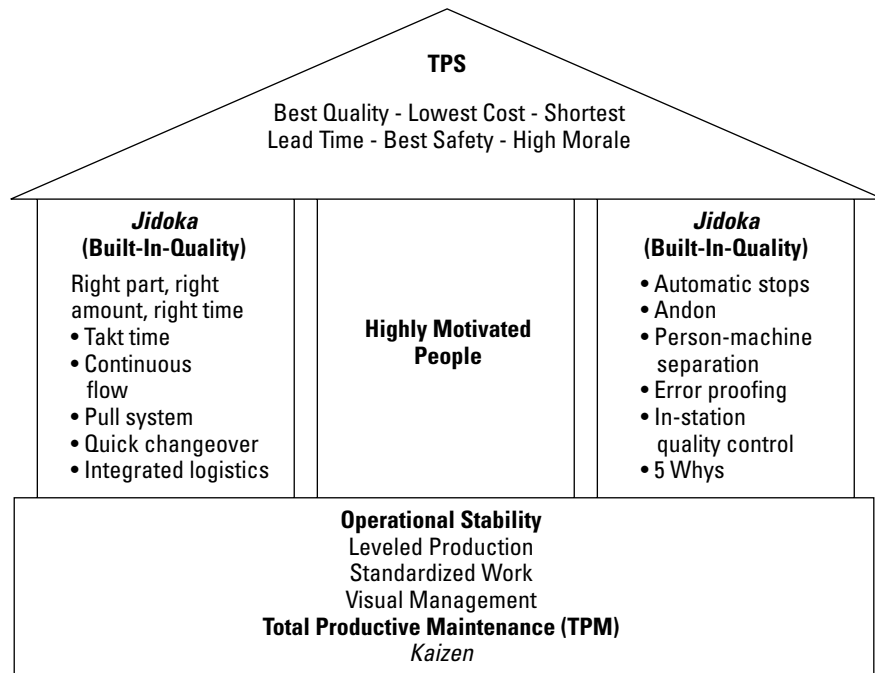 TPS
Best Quality - Lowest Cost - Shortest
Lead Time - Best Safety - High Morale
Jidoka
(Built-In-Quality)
Right part, right
amount, right time
• Takt time
• Continuous
flow
• Pull system
• Quick changeover
• Integrated logistics
Highly Motivated
People
Jidoka
(Built-In-Quality)
• Automatic stops
• Andon
• Person-machine
separation
• Error proofing
• In-station
quality control
• 5 Whys
Operational Stability
Leveled Production
Standardized Work
Visual Management
Total Productive Maintenance (TPM)
Kaizen